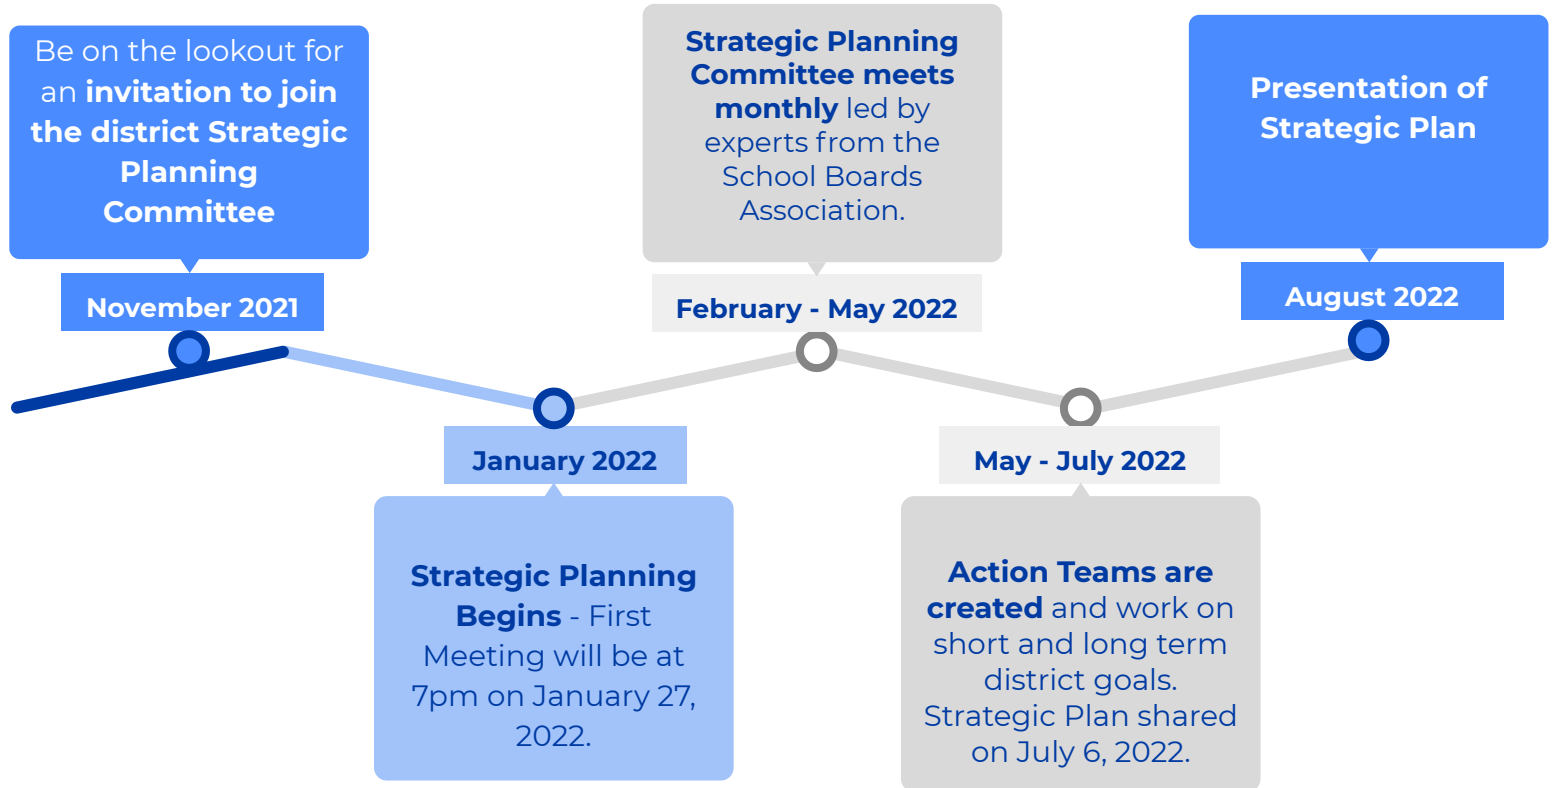 Be on the lookout for
an invitation to join
the district Strategic
Planning
Committee
November 2021
January 2022
Strategic Planning
Begins - First
Meeting will be at
7pm on January 27,
2022.
Strategic Planning
Committee meets
monthly led by
experts from the
School Boards
Association.
February - May 2022
May - July 2022
Action Teams are
created and work on
short and long term
district goals.
Strategic Plan shared
on July 6, 2022.
Presentation of
Strategic Plan
August 2022